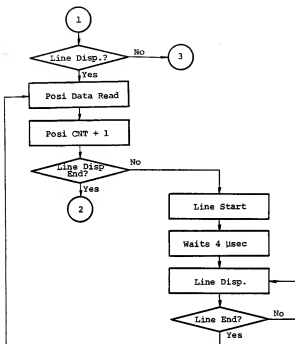 1
Line Disp.?
No
3
Yes
Posi Data Read
Posi CNT + 1
Line Disp
End?
No
Yes
2
Line Start
Waits 4 μsec
Line Disp.
Line End?
No
Yes